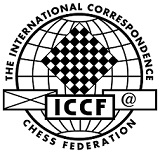 THE INTERNATIONAL CORRESPONDENCE
ICCF @
CHESS FEDERATION